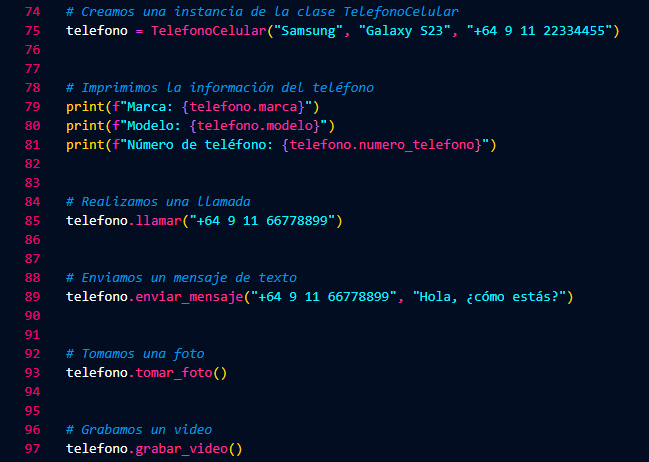 74 # Creamos una instancia de la clase TelefonoCelular
75 telefono = TelefonoCelular("Samsung", "Galaxy S23", "+64 9 11 22334455")
76
77
78 # Imprimimos la información del teléfono
79 print(f"Marca: {telefono.marca}")
80 print(f"Modelo: {telefono.modelo}")
81 print(f"Número de teléfono: {telefono.numero_telefono}")
82
83
84 # Realizamos una llamada
85 telefono.llamar("+64 9 11 66778899")
86
87
88 # Enviamos un mensaje de texto
89 telefono.enviar_mensaje("+64 9 11 66778899", "Hola, ¿cómo estás?")
90
91
92 # Tomamos una foto
93 telefono.tomar_foto()
94
95
96 # Grabamos un video
97 telefono.grabar_video()